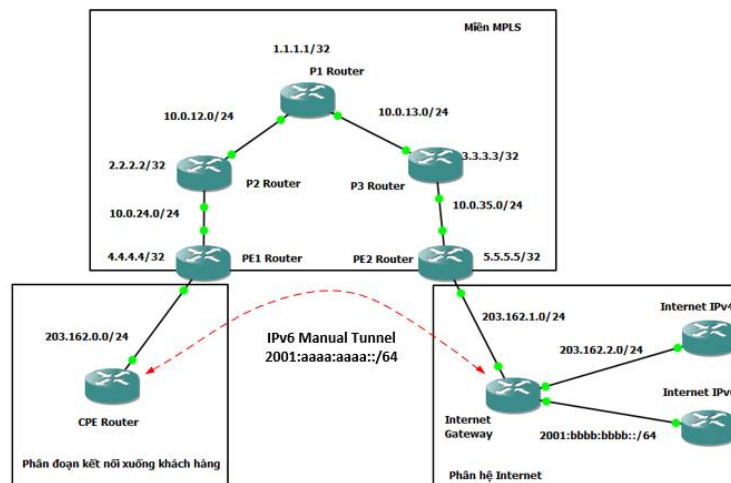 Miền MPLS
1.1.1.1/32
P1 Router
10.0.12.0/24
10.0.13.0/24
2.2.2.2/32
P2 Router
P3 Router
3.3.3.3/32
10.0.24.0/24
10.0.35.0/24
4.4.4.4/32
PE1 Router
PE2 Router
5.5.5.5/32
203.162.0.0/24
IPv6 Manual Tunnel
2001:aaaa:aaaa::/64
203.162.1.0/24
Internet IPv4
203.162.2.0/24
CPE Router
Internet
Gateway
Internet IPv
2001:bbbb:bbbb::/64
Phân đoạn kết nối xuống khách hàng
Phân hệ Internet